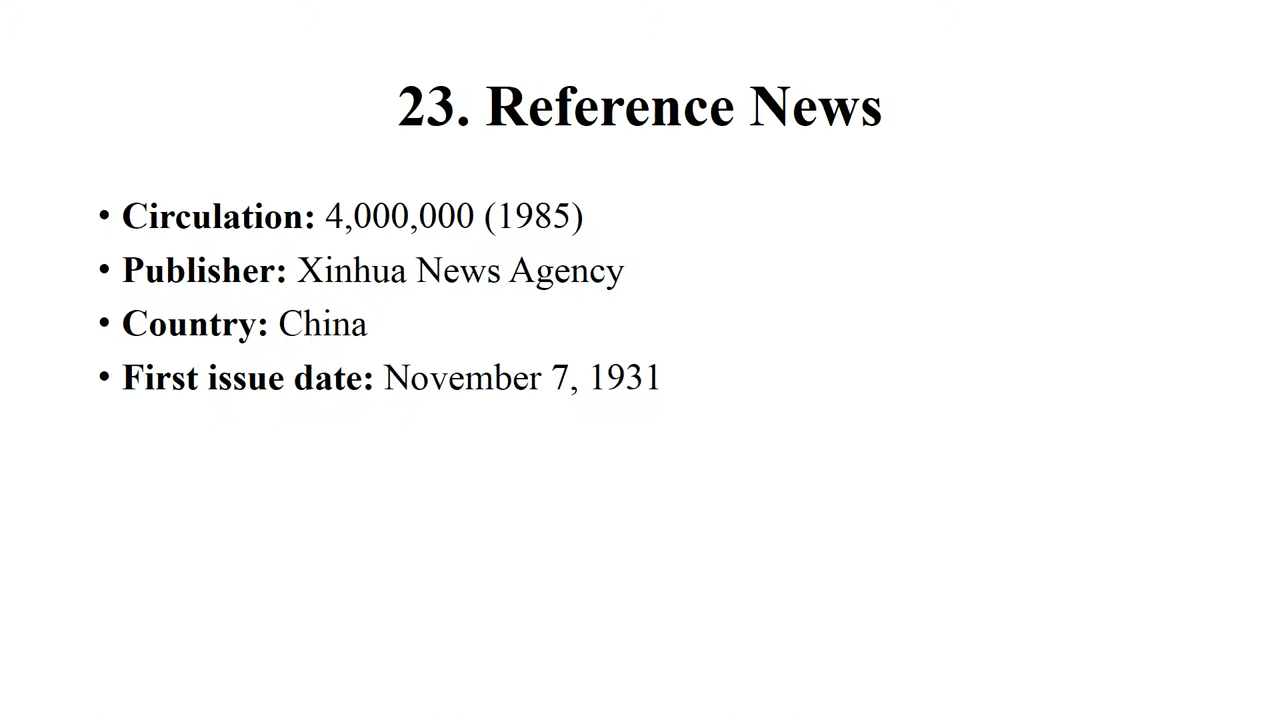 23. Reference News
• Circulation: 4,000,000 (1985)
• Publisher: Xinhua News Agency
• Country: China
• First issue date: November 7, 1931